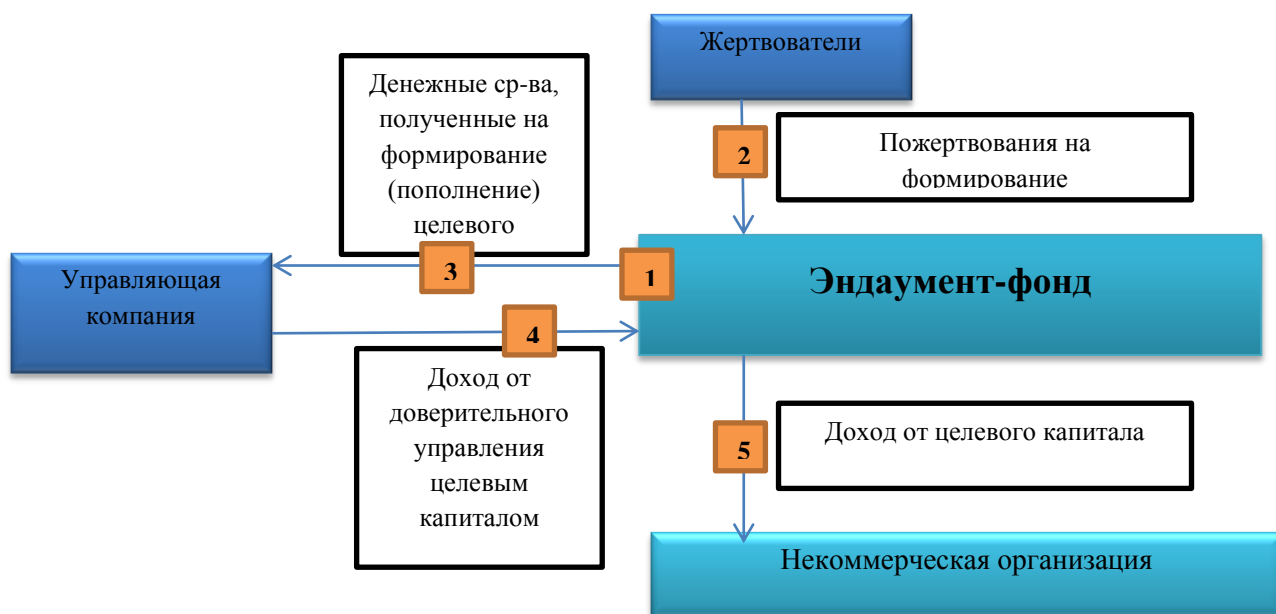 Жертвователи
Денежные ср-ва,
полученные на
формирование
(пополнение)
целевого
2
Пожертвования на
формирование
Управляющая
компания
3
1
Эндаумент-фонд
4
Доход от
доверительного
управления
целевым
капиталом
5
Доход от целевого капитала
Некоммерческая организация